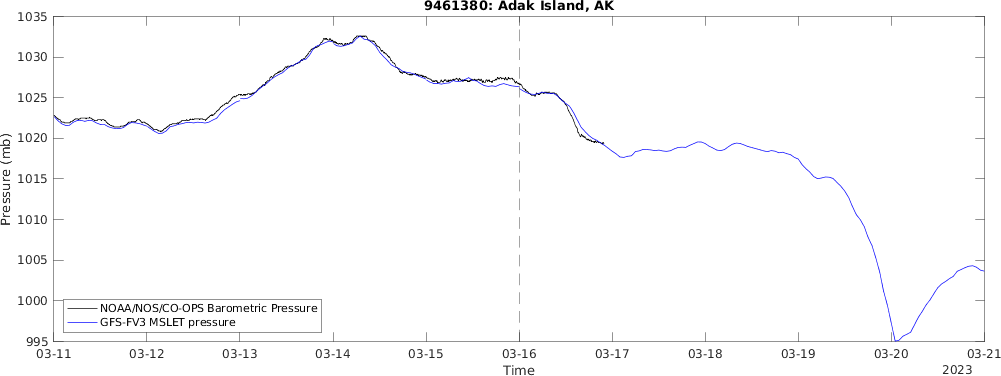 9461380: Adak Island, AK
Pressure (mb)
1035
1030
1025
1020
1015
1010
1005
1000
995
NOAA/NOS/CO-OPS Barometric Pressure
GFS-FV3 MSLET pressure
03-11 03-12 03-13 03-14 03-15 03-16 03-17 03-18 03-19 03-20 03-21
Time
2023